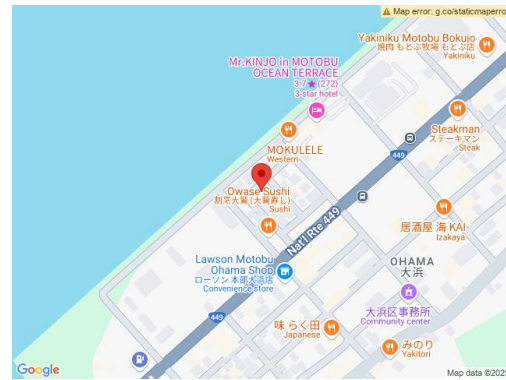 Map error: g.co/staticmaperro
Yakiniku Motobu Bokujo
焼肉 もとぶ牧場 もとぶ店
Yakiniku
Mr.KINJO in MOTOBU
OCEAN TERRACE
3.7★(272)
3-star hotel
449
Steakman
ステーキマン
Steak
MOKULELE
Western
Owase Sushi
割烹大鷲 (大鷲寿し)
Sushi
Nat'l Rte 449
居酒屋 海 KAI
Izakaya
Lawson Motobu
Ohama Shop
ローソン 本部大浜店
Convenience store
OHAMA
大浜
大浜区事務所
Community center
449
味 らく田
Japanese
みのり
Yakitori
Google
Map data ©2025